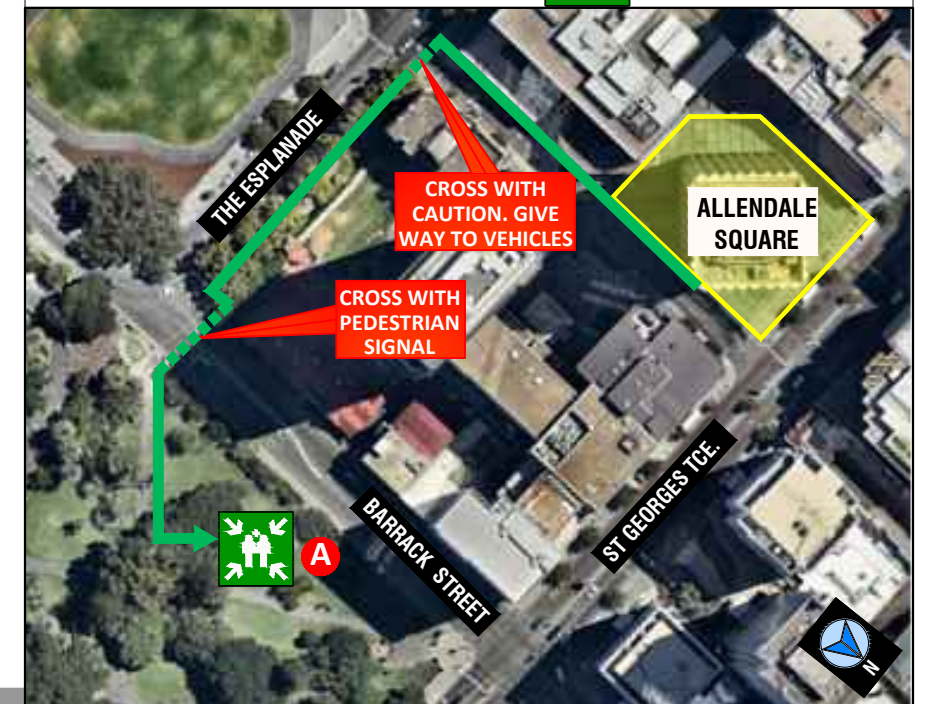 THE ESPLANADE
CROSS WITH
CAUTION. GIVE
WAY TO VEHICLES
ALLENDALE
SQUARE
CROSS WITH
PEDESTRIAN
SIGNAL
BARRACK STREET
ST GEORGES TCE.
A
N